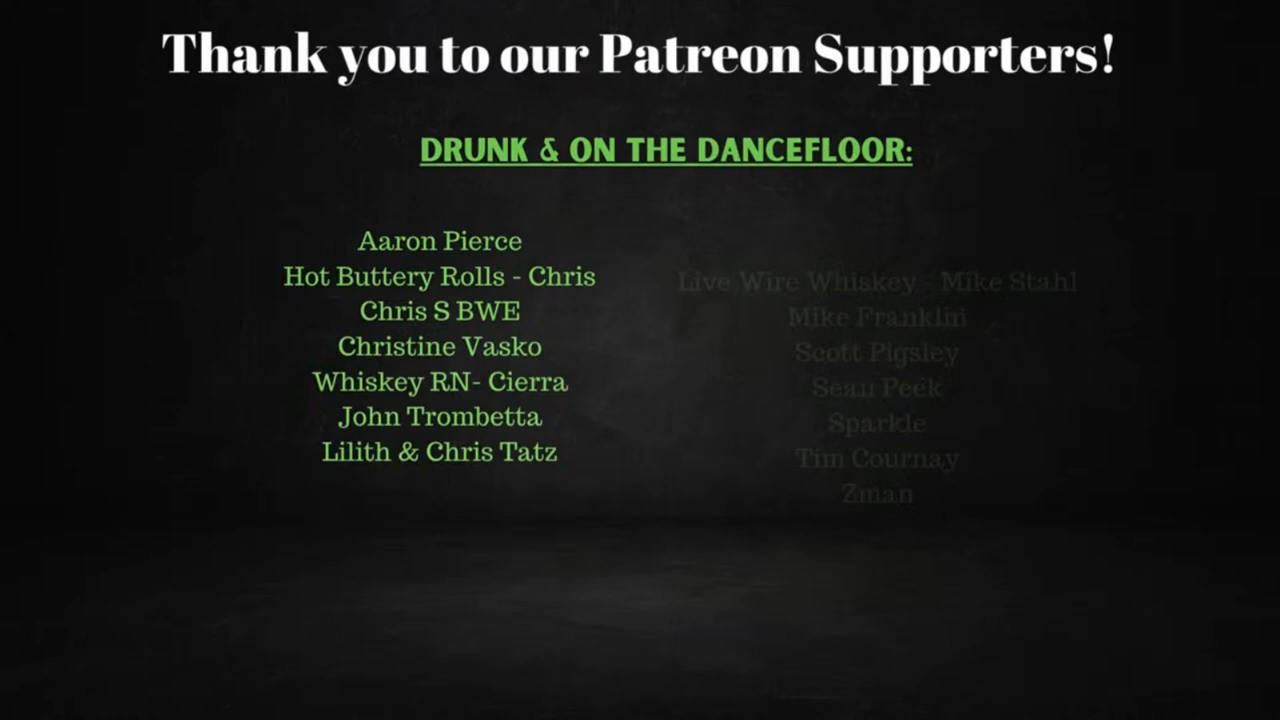 Thank you to our Patreon Supporters!
DRUNK & ON THE DANCEFLOOR:
Aaron Pierce
Hot Buttery Rolls - Chris
Chris S BWE
Christine Vasko
Whiskey RN- Cierra
John Trombetta
Lilith & Chris Tatz
Live Wire Whiskey - Mike Stahl
Mike Franklin
Scott Pigsley
Sean Peek
Sparkle
Tim Cournay
Zman